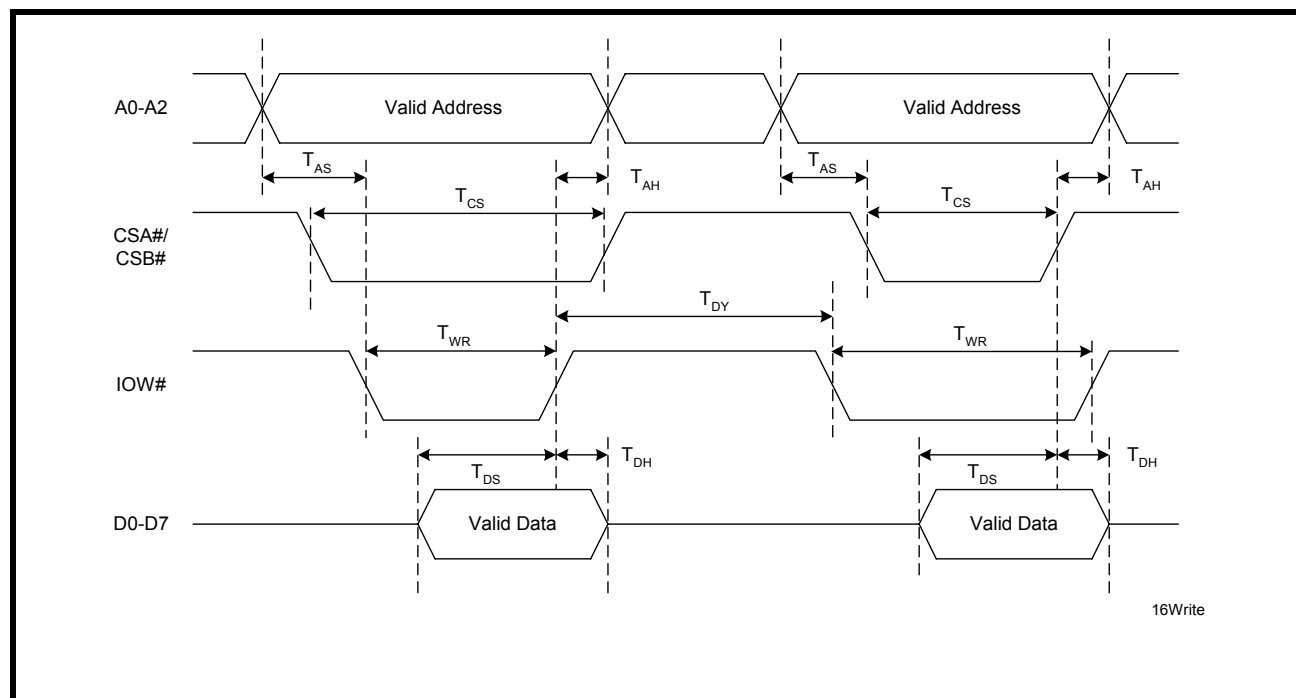 A0-A2
Valid Address
Valid Address
TAS
TAH
TAS
TAH
TCS
TCS
CSA#/
CSB#
TDY
TWR
TWR
IOW#
TDS
TDH
TDS
TDH
D0-D7
Valid Data
Valid Data
16Write